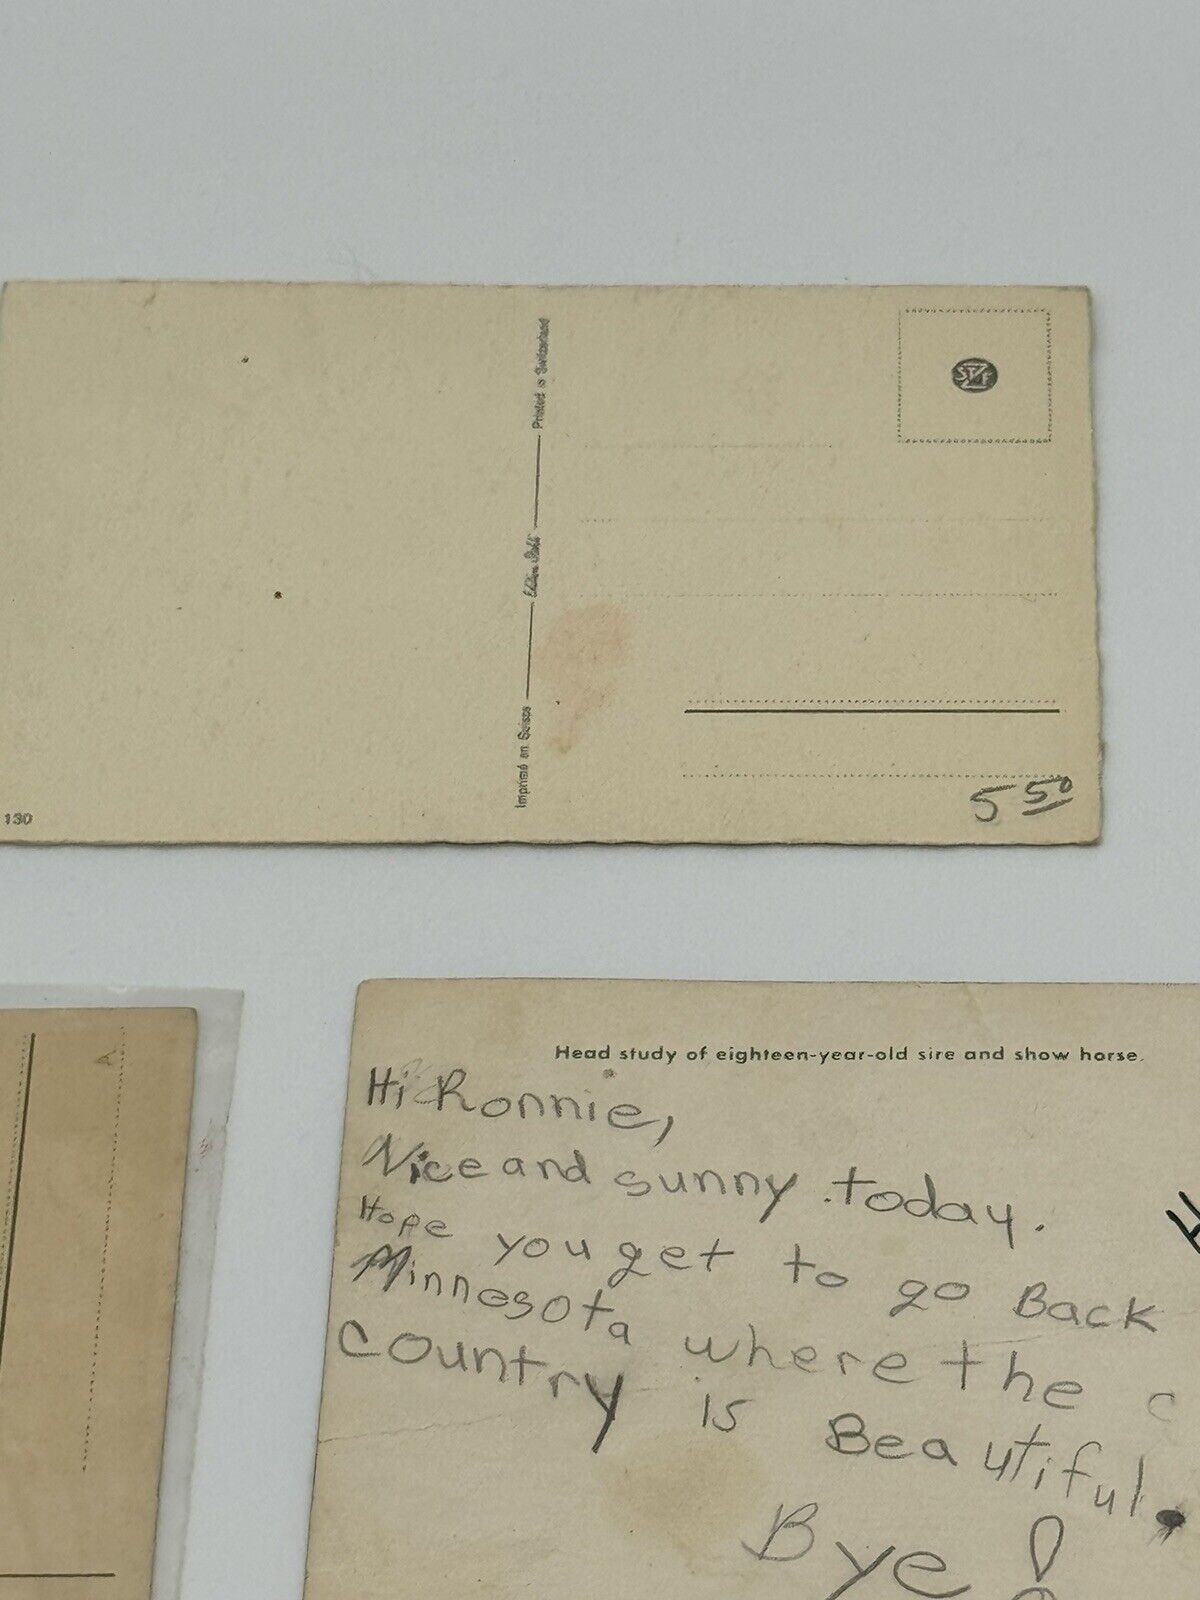 Printed in Switzerland
Imprimé en Suisse
130
5 50
A
Head study of eighteen-year-old sire and show horse.
Hi Ronnie,
Nice and sunny today.
Hope you get to go Back
Minnesota where the c
country is Beautiful.
Bye!
H